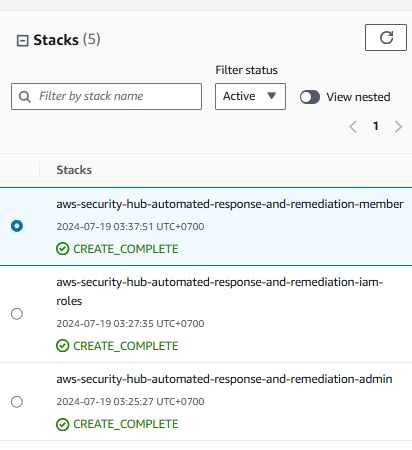 Stacks (5)
Filter status
Filter by stack name
Active
View nested
1
Stacks
aws-security-hub-automated-response-and-remediation-member
2024-07-19 03:37:51 UTC+0700
CREATE_COMPLETE
aws-security-hub-automated-response-and-remediation-iam-
roles
2024-07-19 03:27:35 UTC+0700
CREATE_COMPLETE
aws-security-hub-automated-response-and-remediation-admin
2024-07-19 03:25:27 UTC+0700
CREATE_COMPLETE